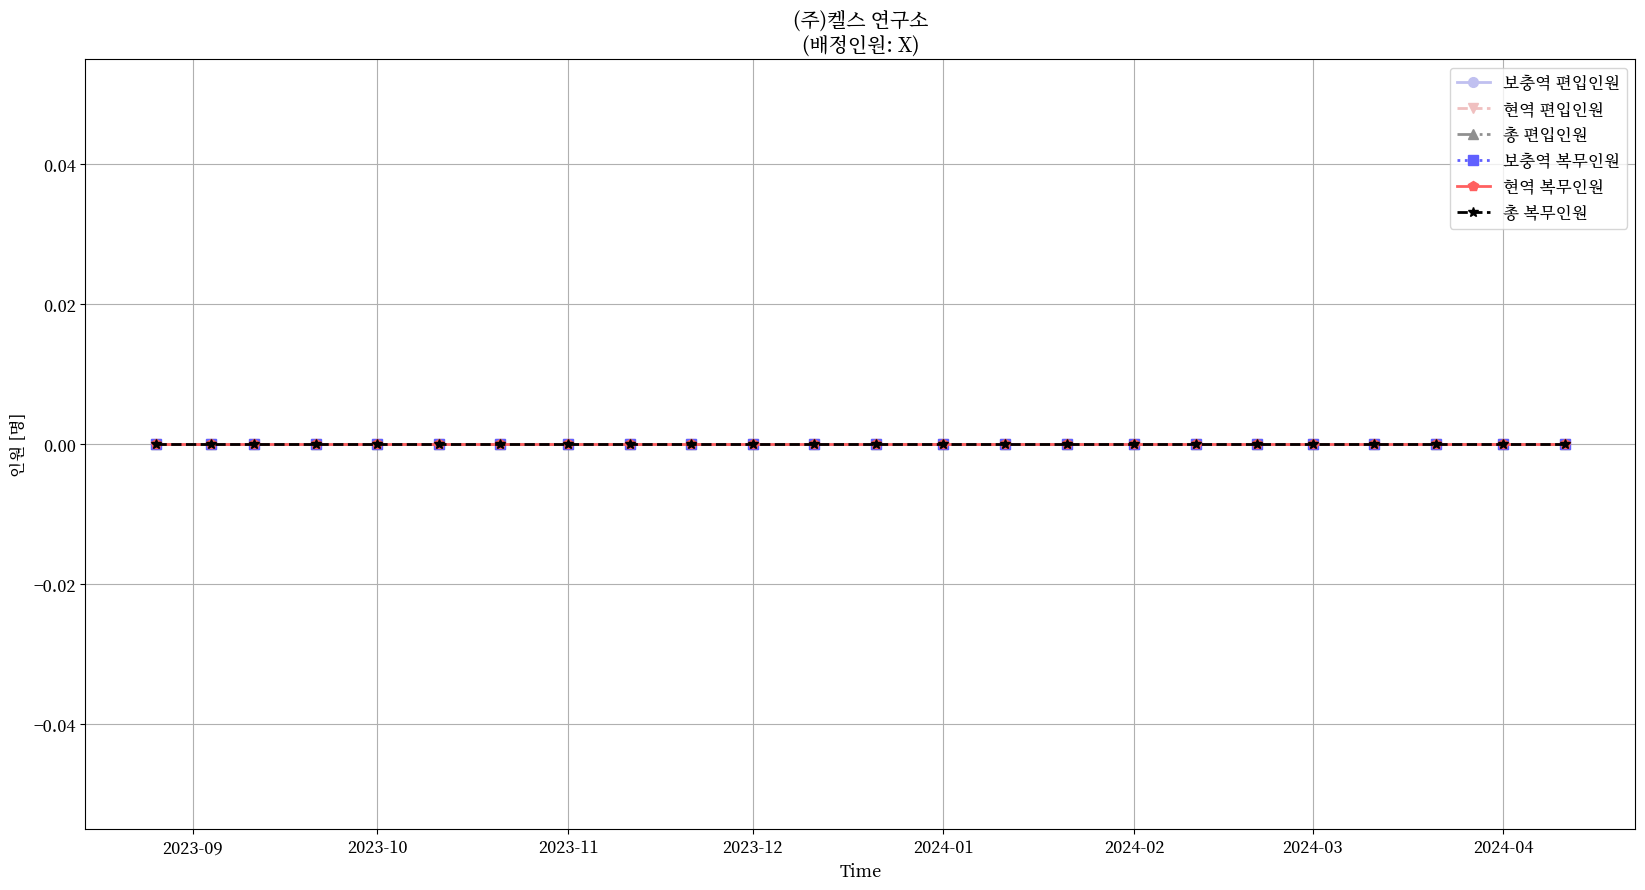 (주)켈스 연구소
(배정인원: X)
보충역 편입인원
현역 편입인원
총 편입인원
보충역 복무인원
현역 복무인원
총 복무인원
인원 [명]
0.04
0.02
0.00
−0.02
−0.04
2023-09
2023-10
2023-11
2023-12
2024-01
2024-02
2024-03
2024-04
Time